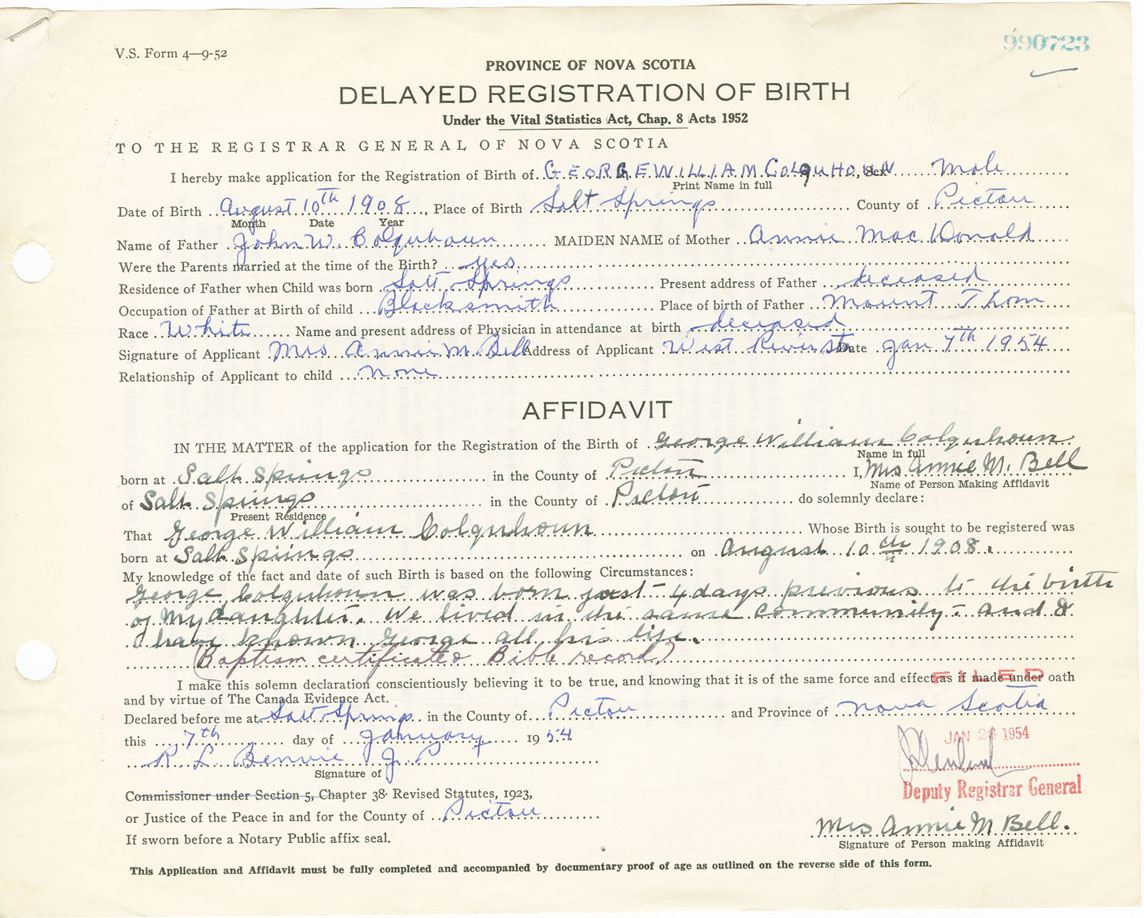 V.S. Form 4—9-52
990723
PROVINCE OF NOVA SCOTIA
DELAYED REGISTRATION OF BIRTH
Under the Vital Statistics Act, Chap. 8 Acts 1952
TO THE REGISTRAR GENERAL OF NOVA SCOTIA
I hereby make application for the Registration of Birth of GEORGE WILLIAM COLQUHOUN, Sex Male
Print Name in full
Date of Birth August 10th 1908, Place of Birth Salt Springs County of Pictou
Month Date Year
Name of Father John W. Colquhoun MAIDEN NAME of Mother Annie MacDonald
Were the Parents married at the time of the Birth? yes
Residence of Father when Child was born Salt Springs Present address of Father deceased
Occupation of Father at Birth of child Blacksmith Place of birth of Father Mount Thom
Race White Name and present address of Physician in attendance at birth deceased
Signature of Applicant Mrs Annie M. Bell Address of Applicant West River Stn Date Jan 7th 1954
Relationship of Applicant to child none
AFFIDAVIT
IN THE MATTER of the application for the Registration of the Birth of George William Colquhoun
Name in full
born at Salt Springs in the County of Pictou I, Mrs Annie M. Bell
Name of Person Making Affidavit
of Salt Springs in the County of Pictou do solemnly declare:
Present Residence
That George William Colquhoun Whose Birth is sought to be registered was
born at Salt Springs on August 10th 1908.
My knowledge of the fact and date of such Birth is based on the following Circumstances:
George Colquhoun was born just 4 days previous to the birth
of my daughter. We lived in the same community - and I
have known George all his life.
(Baptism certificate & Bible record)
I make this solemn declaration conscientiously believing it to be true, and knowing that it is of the same force and effect as if made under oath
FILED
and by virtue of The Canada Evidence Act.
Declared before me at Salt Springs in the County of Pictou and Province of Nova Scotia
this 7th day of January 1954
JAN 26 1954
R L Benvie J P
Signature of
Deputy Registrar General
Commissioner under Section 5, Chapter 38. Revised Statutes, 1923,
or Justice of the Peace in and for the County of Pictou
Mrs Annie M Bell.
If sworn before a Notary Public affix seal.
Signature of Person making Affidavit
This Application and Affidavit must be fully completed and accompanied by documentary proof of age as outlined on the reverse side of this form.